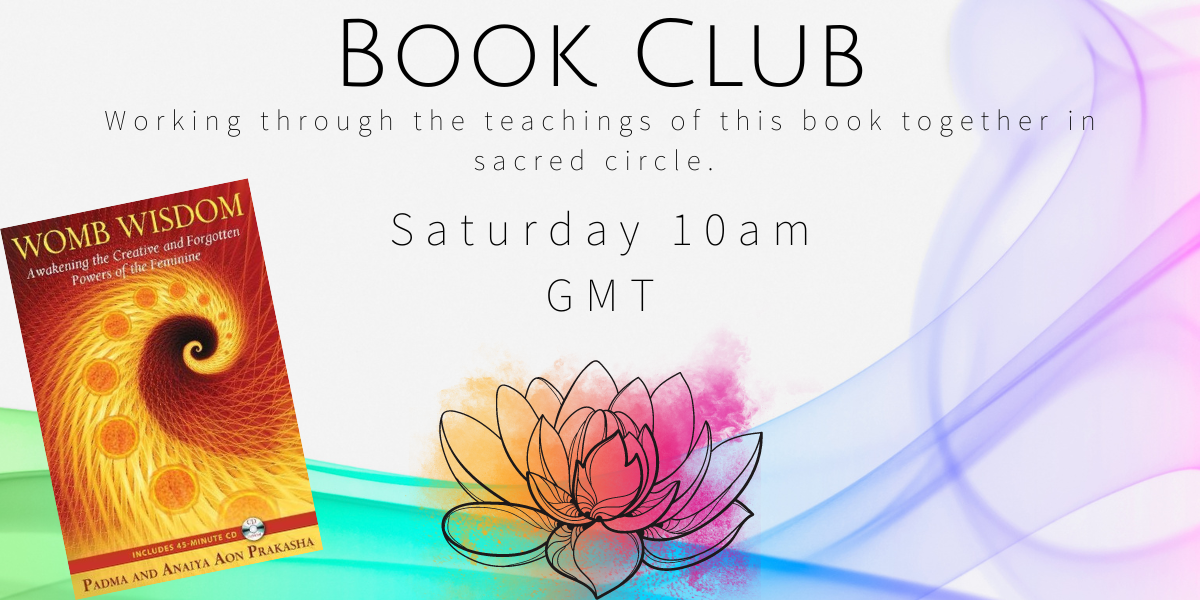 Book Club
Working through the teachings of this book together in
sacred circle.
Saturday 10am
GMT
WOMB WISDOM
Awakening the Creative and Forgotten
Powers of the Feminine
CD
INCLUDES 45-MINUTE CD
Padma and Anaiya Aon Prakasha